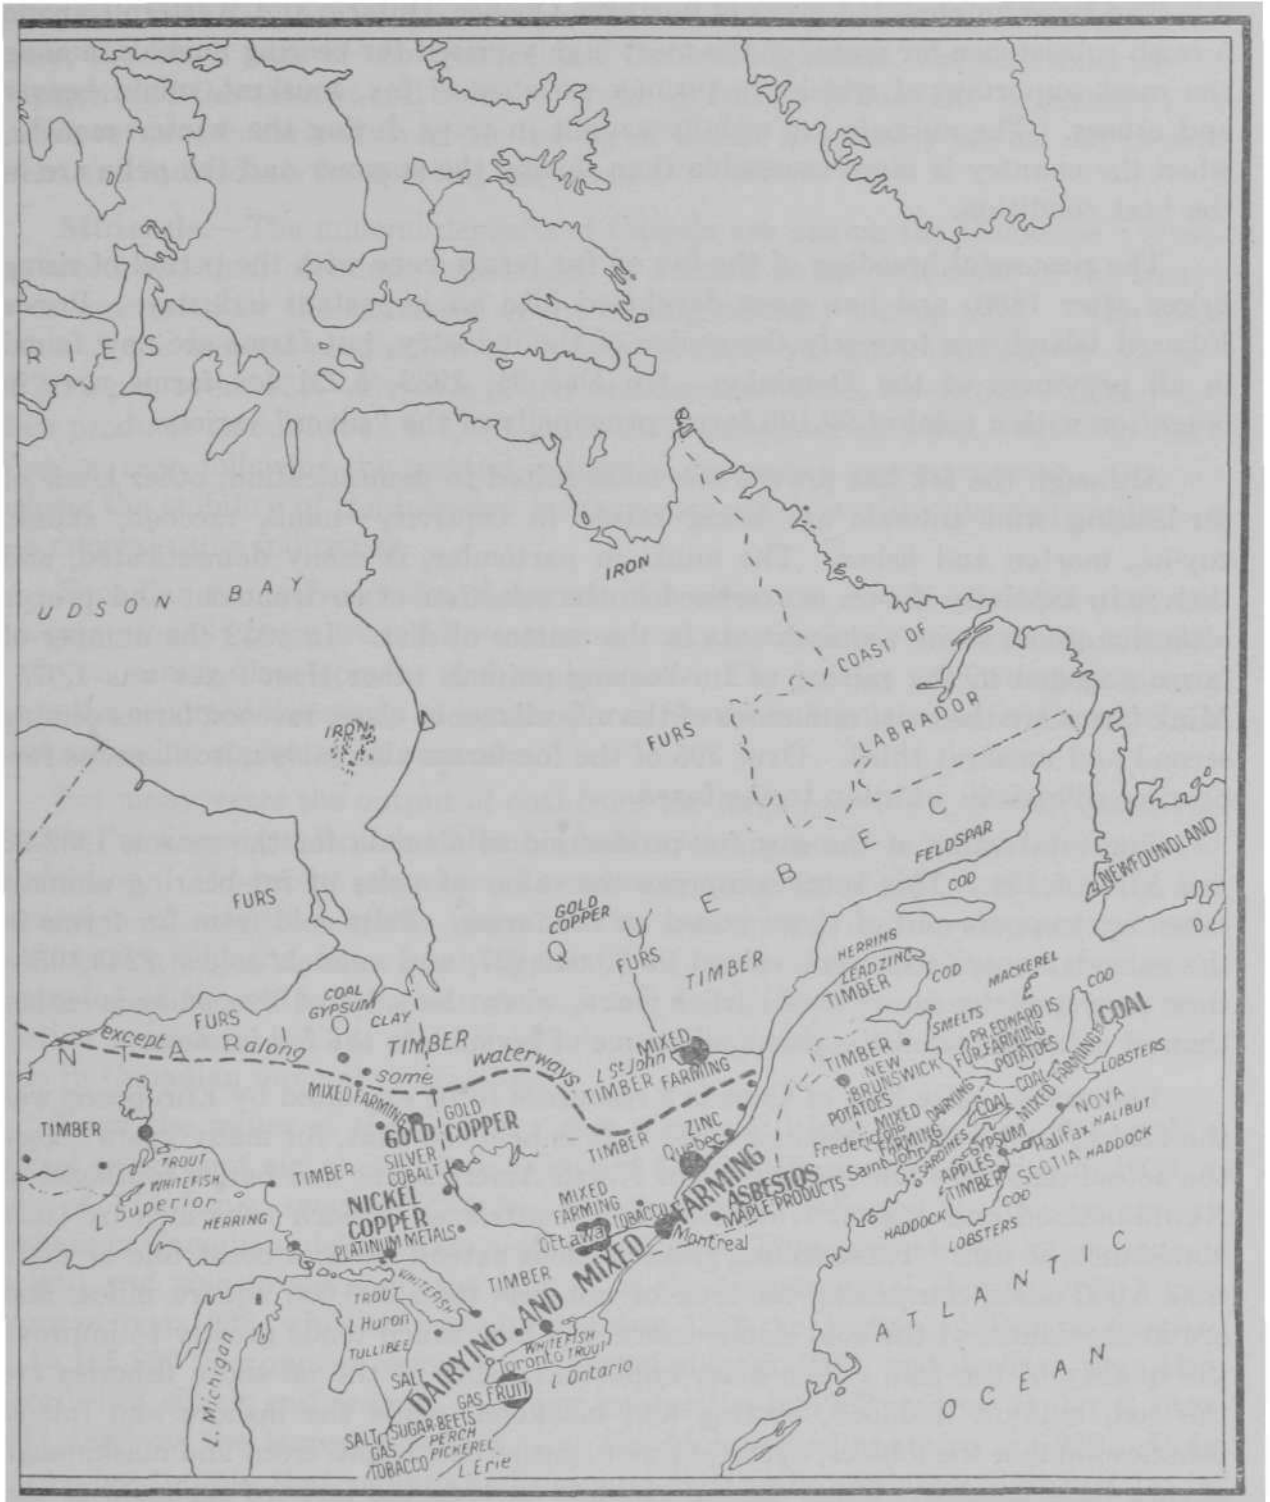 RIES
UDSON BAY
IRON
IRON
COAST OF
LABRADOR
FURS
QUEBEC
FELDSPAR
COD
NEWFOUNDLAND
FURS
GOLD
COPPER
FURS
TIMBER
HERRING
LEAD ZINC
TIMBER
COD
MACKEREL
COD
COAL
SMELTS
PR. EDWARD IS
FUR FARMING
POTATOES
COAL
GYPSUM
CLAY
FURS
NTARIO
except along some waterways
TIMBER
MIXED
L St John
TIMBER FARMING
MIXED FARMING
GOLD
GOLD COPPER
SILVER
COBALT
TIMBER
ZINC
Quebec
TIMBER
NEW
BRUNSWICK
POTATOES
MIXED
FARMING
Fredericton
DAIRYING
COAL
COAL
MIXED FARMING
LOBSTERS
NOVA
SCOTIA
Halifax
HALIBUT
HADDOCK
SARDINES
GYPSUM
APPLES
TIMBER
Saint John
COD
LOBSTERS
HADDOCK
TIMBER
TROUT
WHITEFISH
L Superior
HERRING
TIMBER
NICKEL
COPPER
PLATINUM METALS
MIXED
FARMING
Ottawa
TOBACCO
ASBESTOS
MAPLE PRODUCTS
Montreal
DAIRYING AND MIXED FARMING
TIMBER
WHITEFISH
TROUT
L Huron
TULLIBEE
L. Michigan
WHITEFISH
TROUT
Toronto
L Ontario
SALT
GAS
FRUIT
SALT
SUGAR BEETS
GAS
PERCH
PICKEREL
TOBACCO
L Erie
ATLANTIC
OCEAN